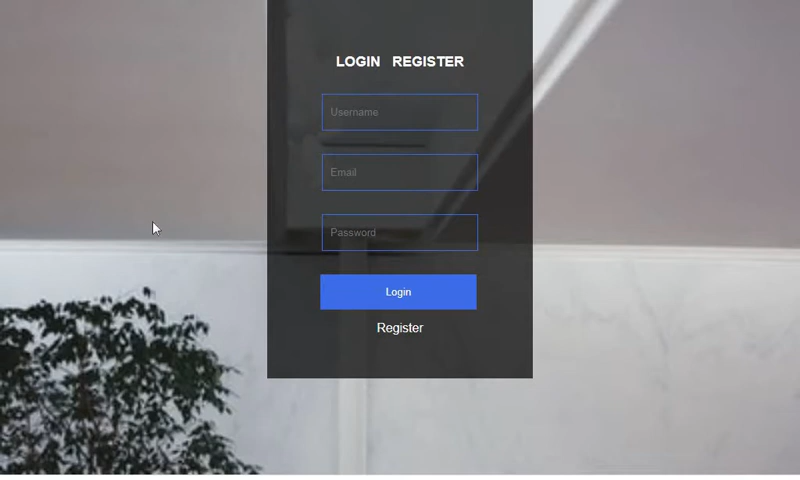 LOGIN REGISTER
Username
Email
Password
Login
Register